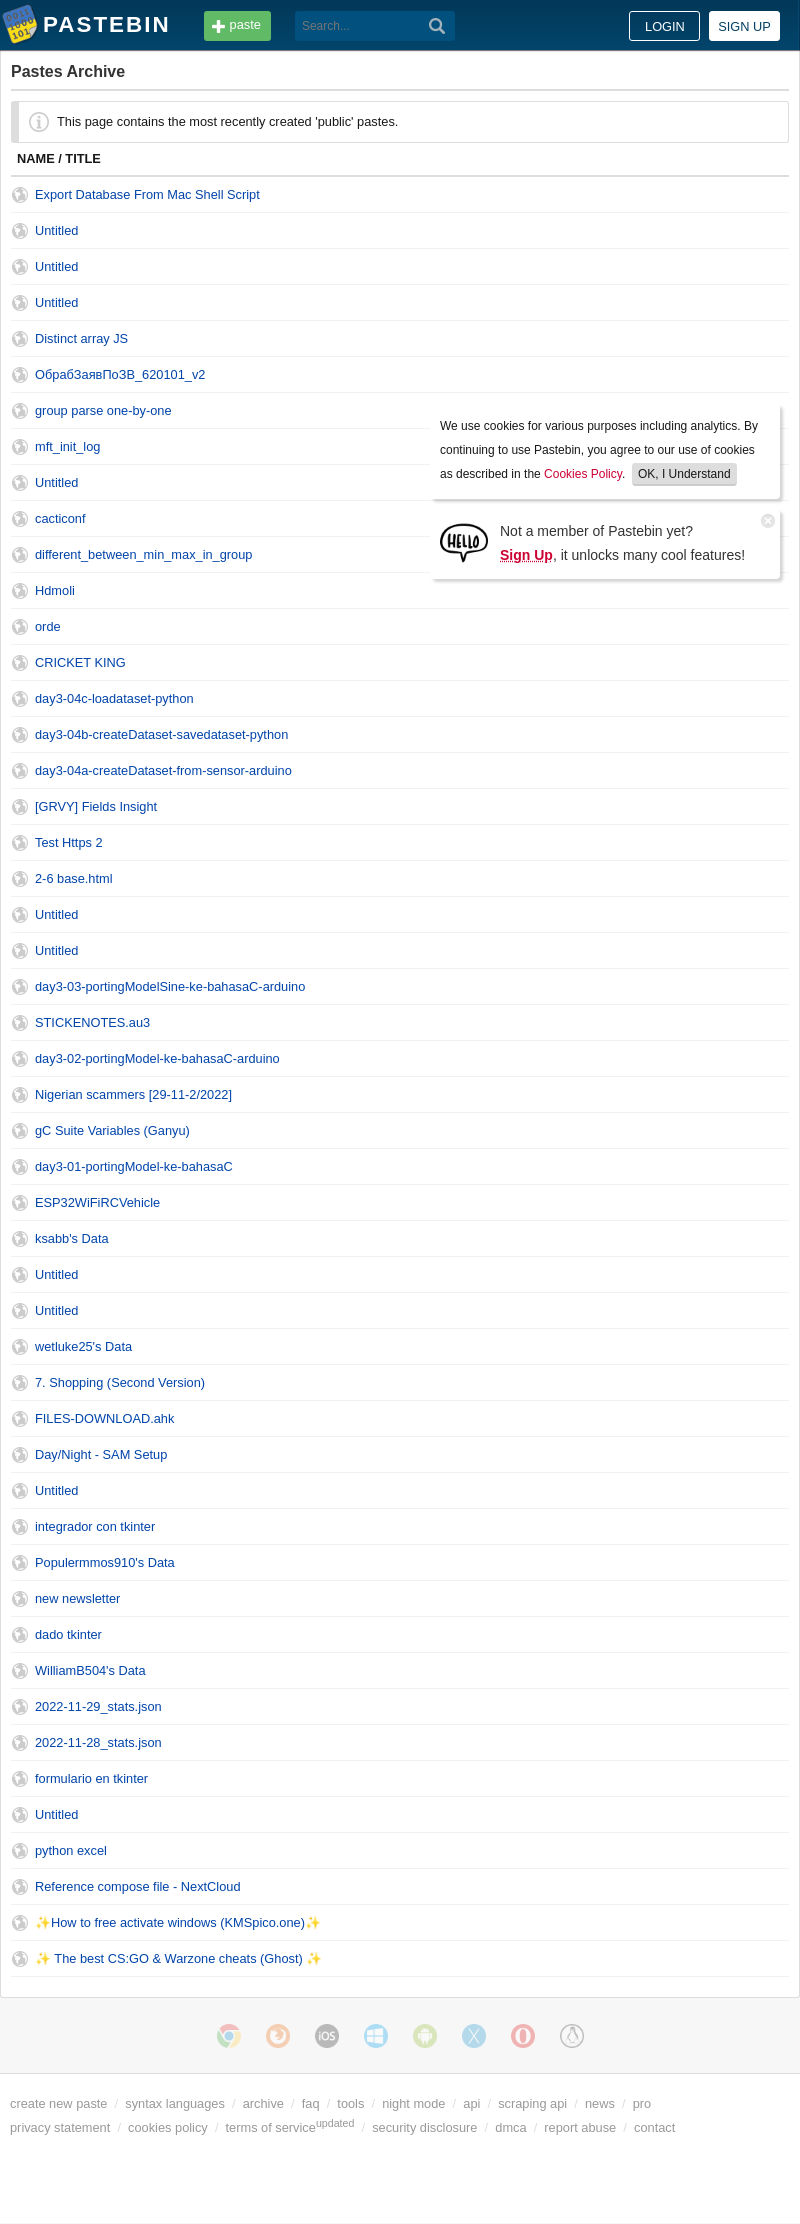 PASTEBIN
paste
Search...
LOGIN
SIGN UP
Pastes Archive
This page contains the most recently created 'public' pastes.
NAME / TITLE
Export Database From Mac Shell Script
Untitled
Untitled
Untitled
Distinct array JS
ОбрабЗаявПоЗВ_620101_v2
group parse one-by-one
mft_init_log
Untitled
cacticonf
different_between_min_max_in_group
We use cookies for various purposes including analytics. By
continuing to use Pastebin, you agree to our use of cookies
as described in the Cookies Policy. OK, I Understand
HELLO
Not a member of Pastebin yet?
Sign Up, it unlocks many cool features!
Hdmoli
orde
CRICKET KING
day3-04c-loadataset-python
day3-04b-createDataset-savedataset-python
day3-04a-createDataset-from-sensor-arduino
[GRVY] Fields Insight
Test Https 2
2-6 base.html
Untitled
Untitled
day3-03-portingModelSine-ke-bahasaC-arduino
STICKENOTES.au3
day3-02-portingModel-ke-bahasaC-arduino
Nigerian scammers [29-11-2/2022]
gC Suite Variables (Ganyu)
day3-01-portingModel-ke-bahasaC
ESP32WiFiRCVehicle
ksabb's Data
Untitled
Untitled
wetluke25's Data
7. Shopping (Second Version)
FILES-DOWNLOAD.ahk
Day/Night - SAM Setup
Untitled
integrador con tkinter
Populermmos910's Data
new newsletter
dado tkinter
WilliamB504's Data
2022-11-29_stats.json
2022-11-28_stats.json
formulario en tkinter
Untitled
python excel
Reference compose file - NextCloud
✨How to free activate windows (KMSpico.one)✨
✨ The best CS:GO & Warzone cheats (Ghost) ✨
iOS
create new paste / syntax languages / archive / faq / tools / night mode / api / scraping api / news / pro
privacy statement / cookies policy / terms of serviceupdated / security disclosure / dmca / report abuse / contact